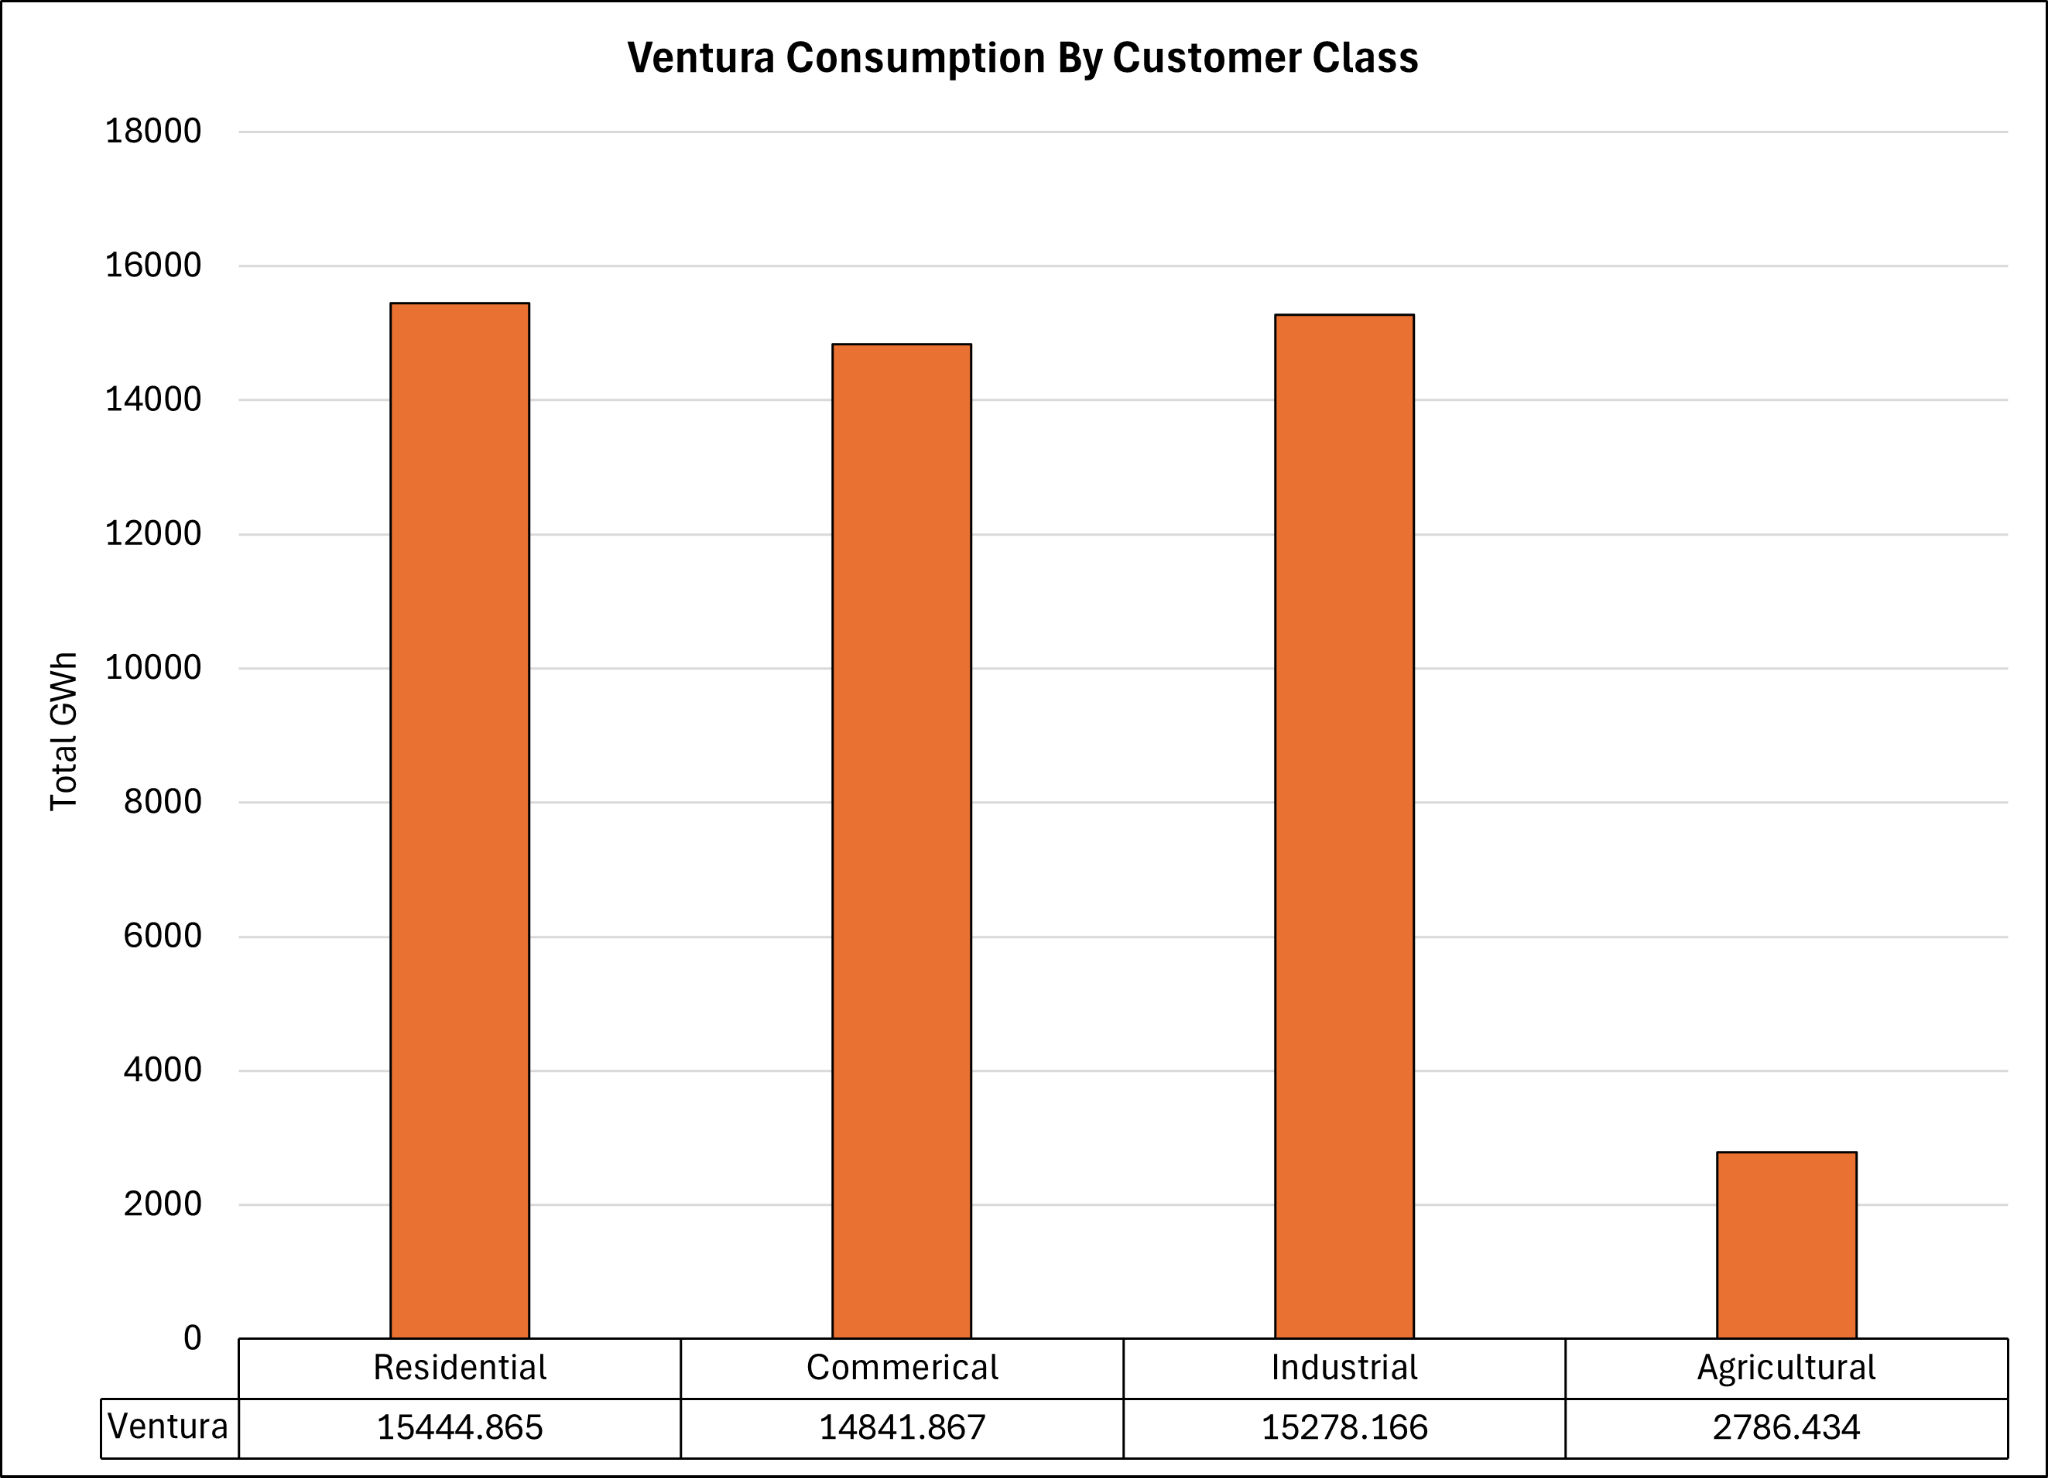 Ventura Consumption By Customer Class
18000
16000
14000
12000
10000
8000
6000
4000
2000
0
Total GWh
Residential Commerical Industrial Agricultural
Ventura 15444.865 14841.867 15278.166 2786.434